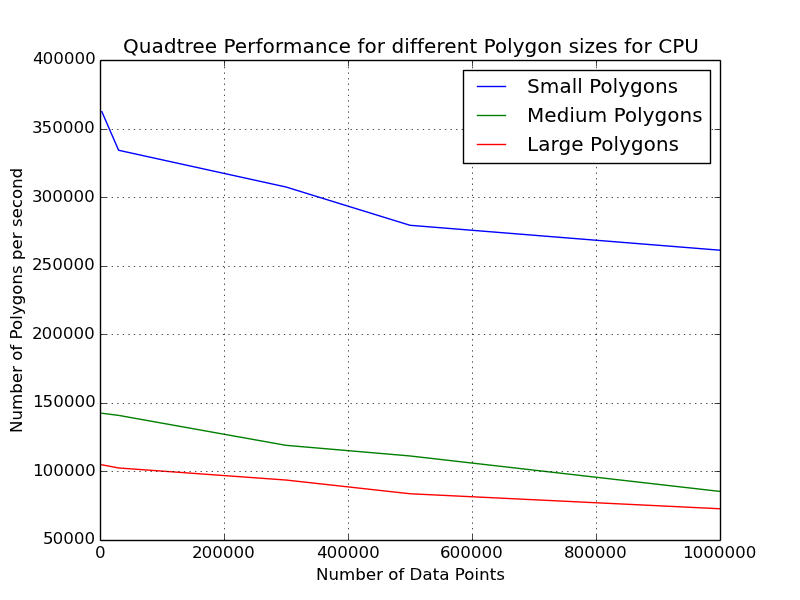 Quadtree Performance for different Polygon sizes for CPU
400000
350000
300000
250000
200000
150000
100000
50000
Number of Polygons per second
Small Polygons
Medium Polygons
Large Polygons
0
200000
400000
600000
800000
1000000
Number of Data Points